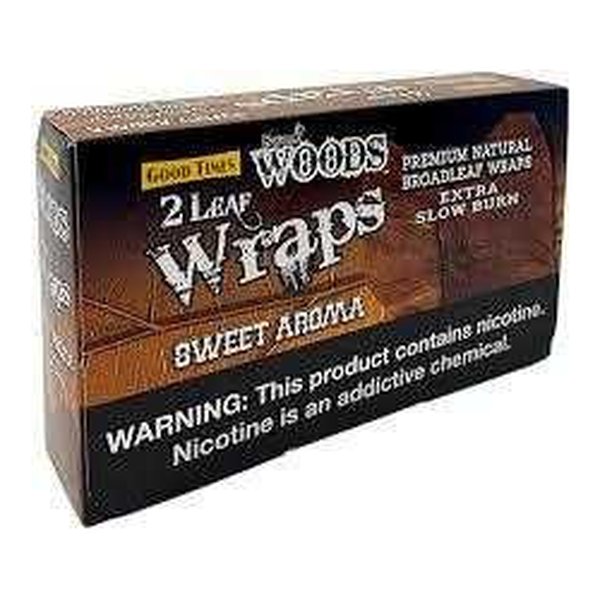 GOOD TIMES
WOODS
2 LEAF
Wraps
SWEET AROMA
PREMIUM NATURAL
BROADLEAF WRAPS
EXTRA
SLOW BURN
WARNING: This product contains nicotine.
Nicotine is an addictive chemical.